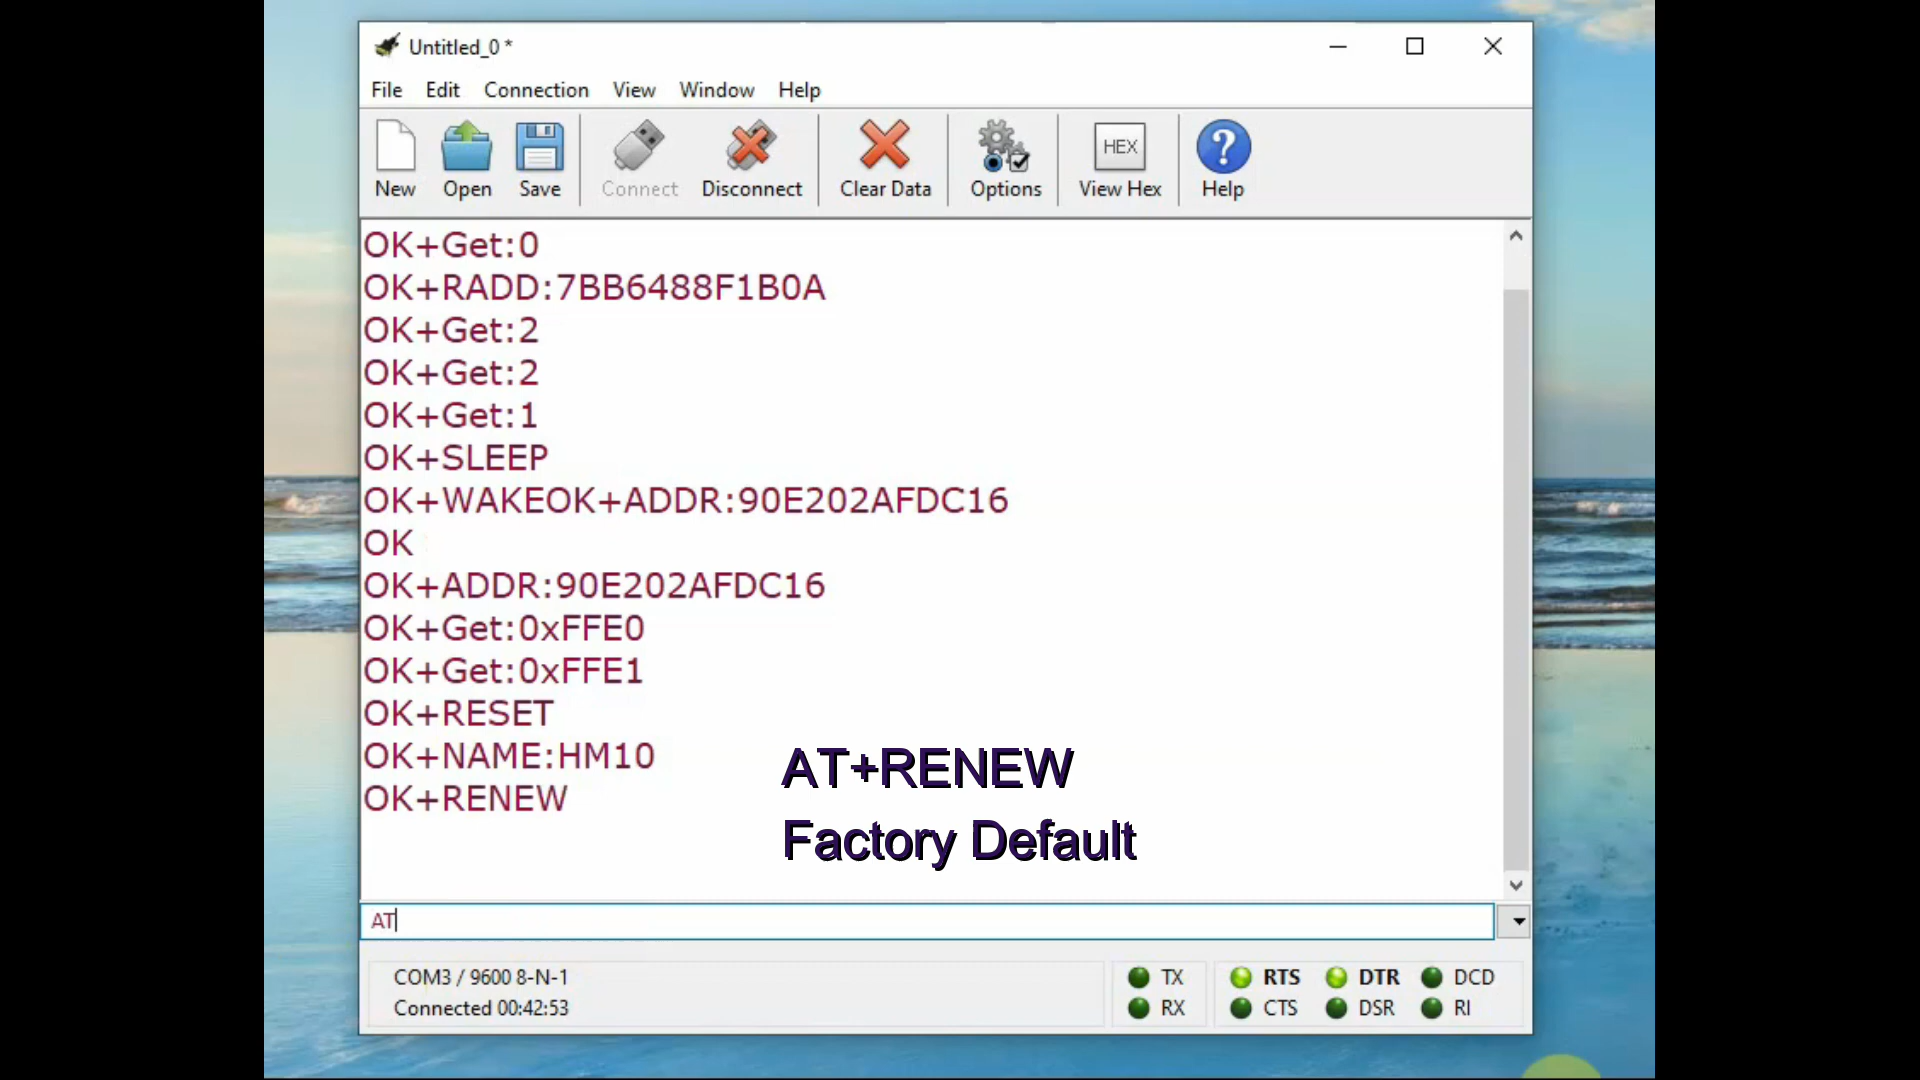 Untitled_0 *
File Edit Connection View Window Help
New Open Save Connect Disconnect Clear Data Options HEX View Hex ? Help
OK+Get:0
OK+RADD:7BB6488F1B0A
OK+Get:2
OK+Get:2
OK+Get:1
OK+SLEEP
OK+WAKEOK+ADDR:90E202AFDC16
OK
OK+ADDR:90E202AFDC16
OK+Get:0xFFE0
OK+Get:0xFFE1
OK+RESET
OK+NAME:HM10
OK+RENEW
AT+RENEW
Factory Default
AT
COM3 / 9600 8-N-1
Connected 00:42:53
TX RTS DTR DCD
RX CTS DSR RI